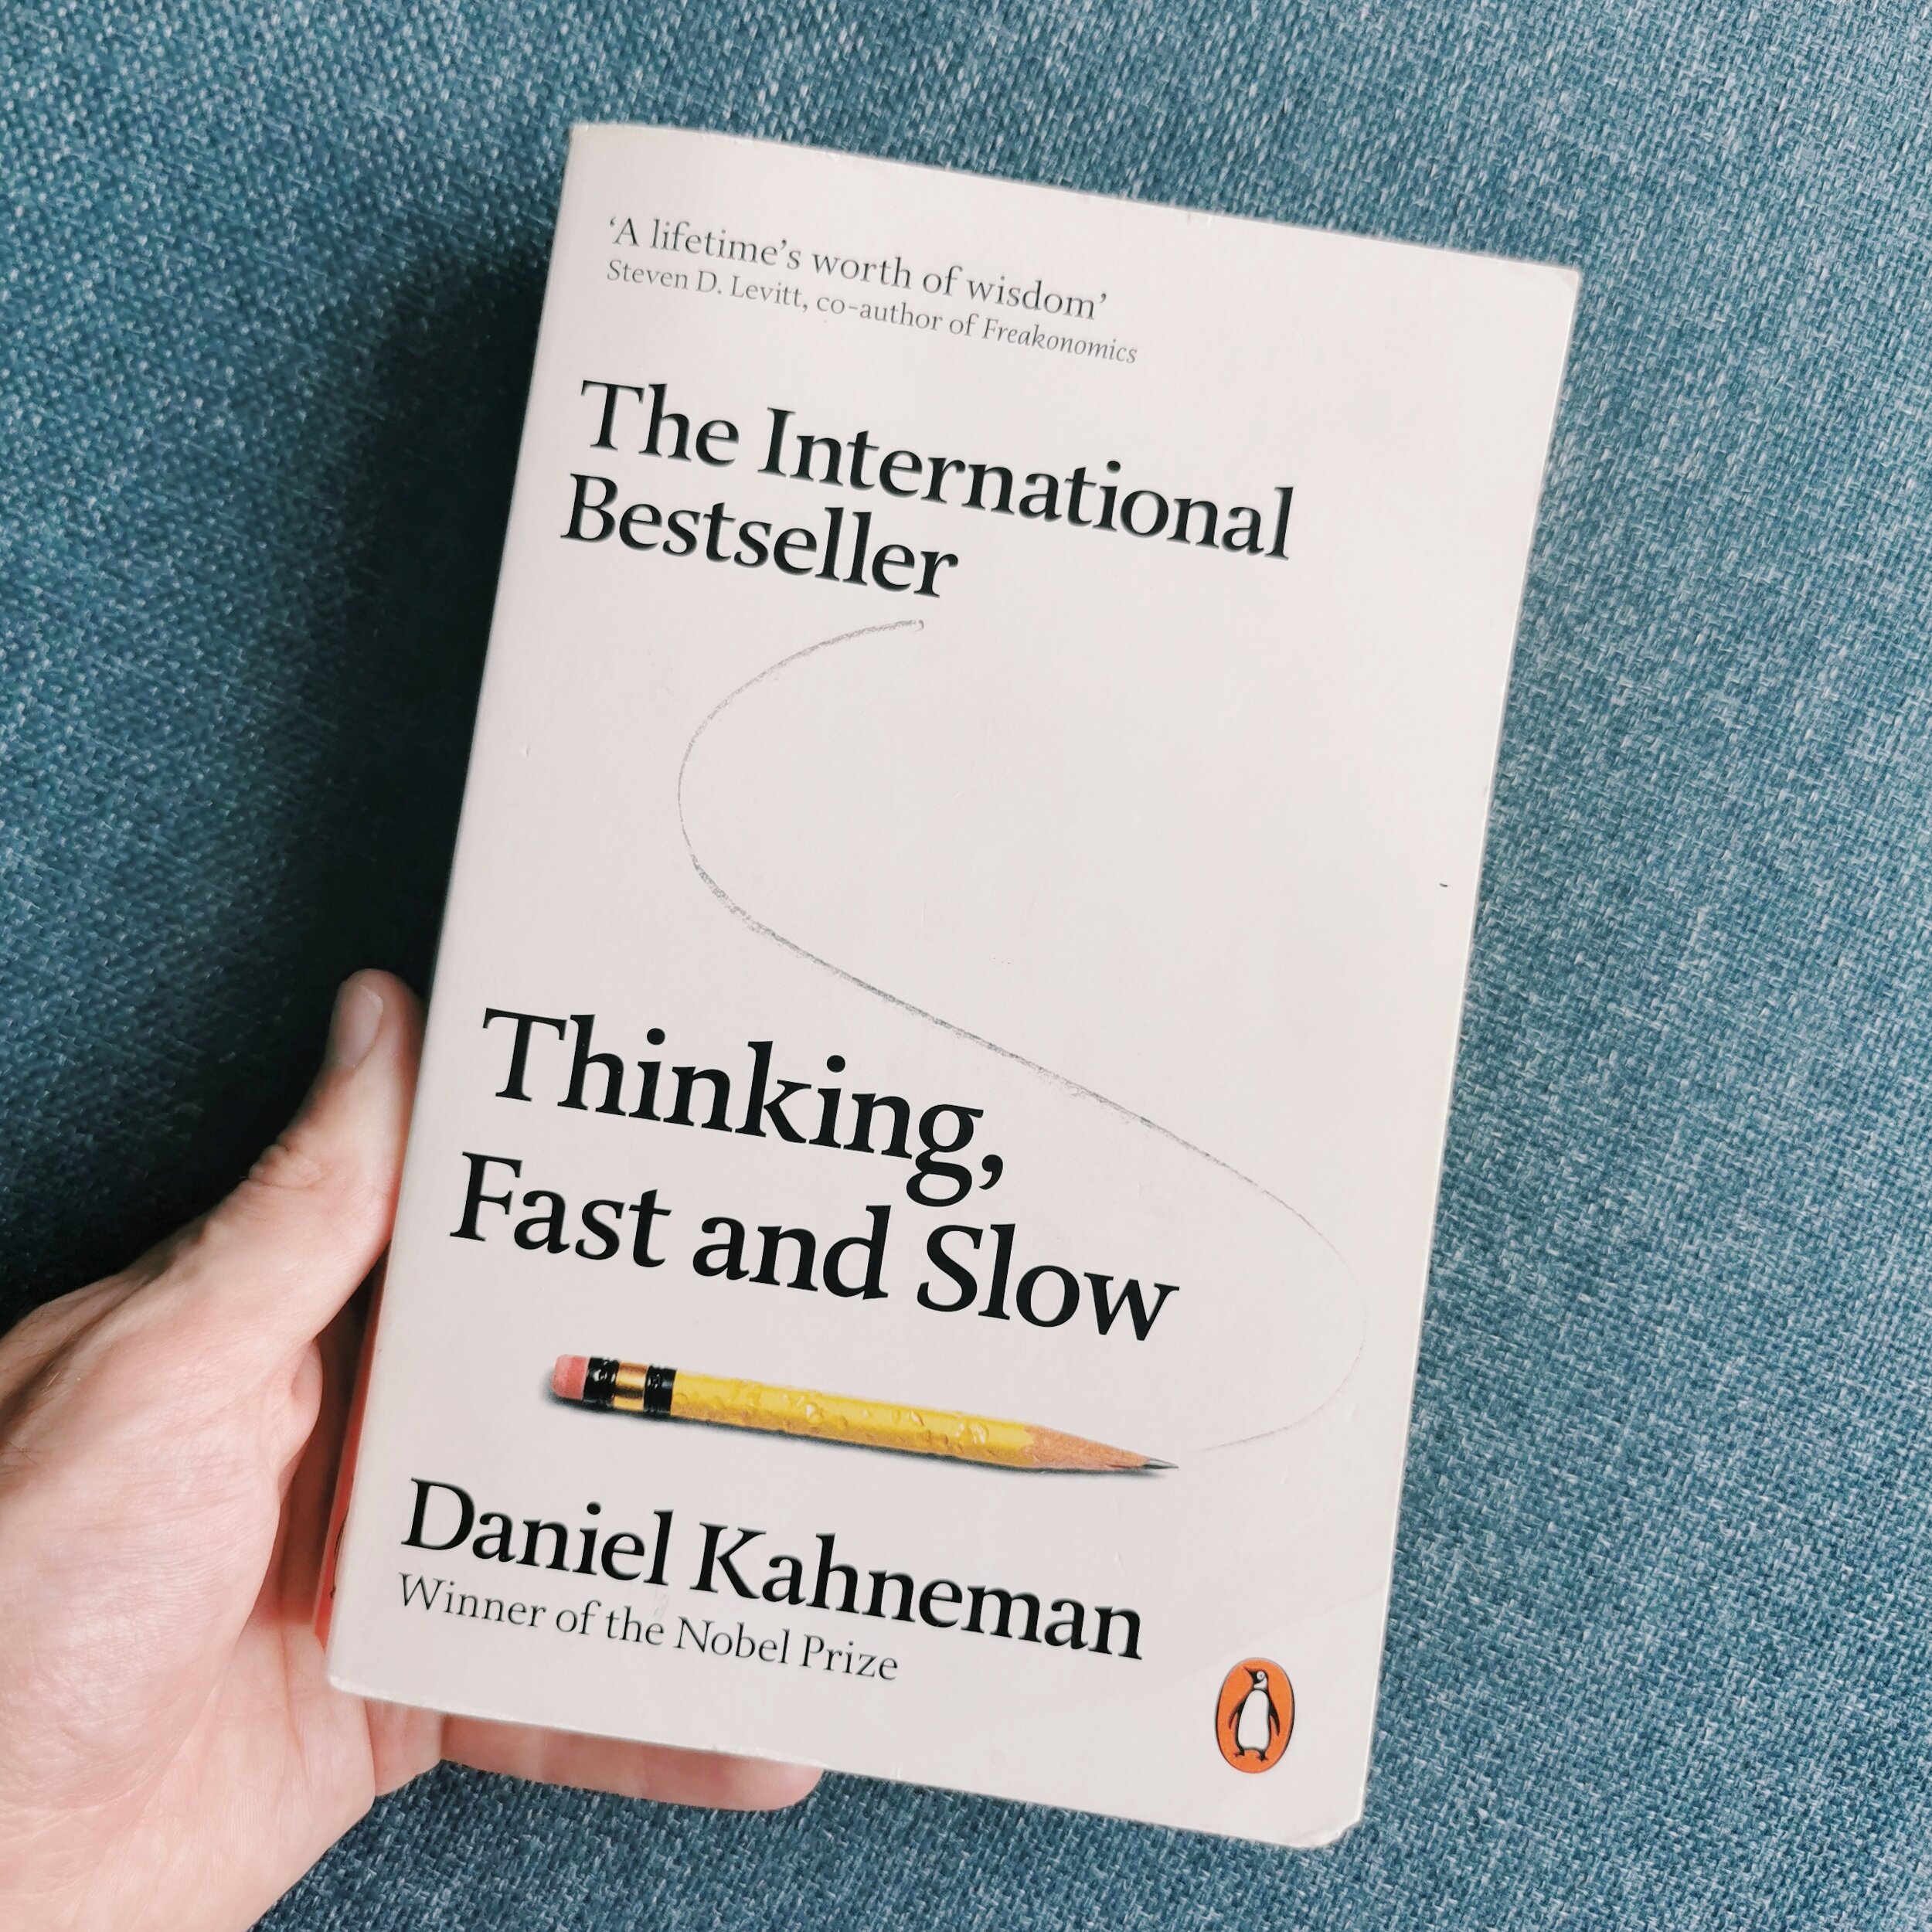 ‘A lifetime’s worth of wisdom’
Steven D. Levitt, co-author of Freakonomics
The International
Bestseller
Thinking,
Fast and Slow
Daniel Kahneman
Winner of the Nobel Prize